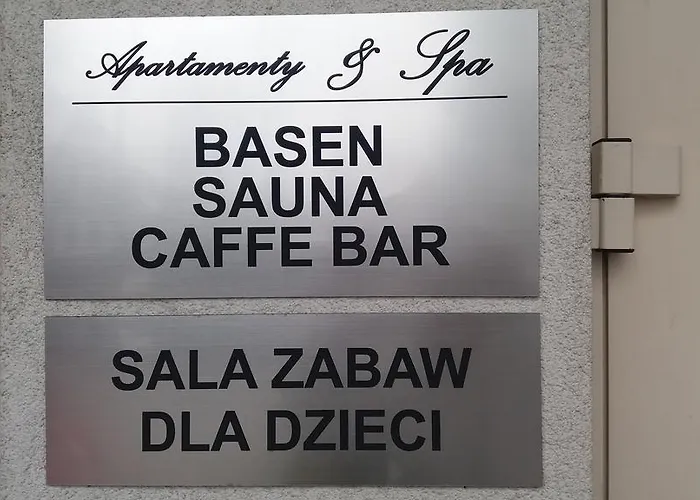 Apartamenty & Spa
BASEN
SAUNA
CAFFE BAR
SALA ZABAW
DLA DZIECI